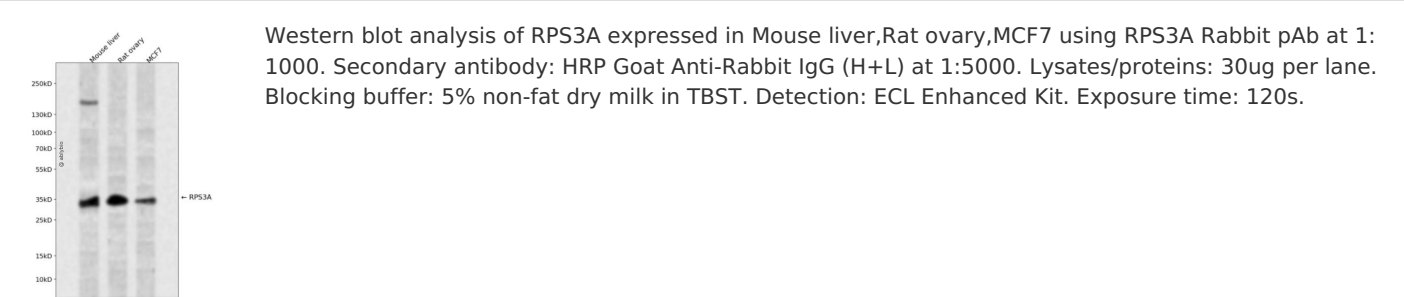 Mouse liver
Rat ovary
MCF7
250kD
130kD
100kD
70kD
55kD
35kD
25kD
15kD
10kD
← RPS3A
Western blot analysis of RPS3A expressed in Mouse liver,Rat ovary,MCF7 using RPS3A Rabbit pAb at 1:
1000. Secondary antibody: HRP Goat Anti-Rabbit IgG (H+L) at 1:5000. Lysates/proteins: 30ug per lane.
Blocking buffer: 5% non-fat dry milk in TBST. Detection: ECL Enhanced Kit. Exposure time: 120s.